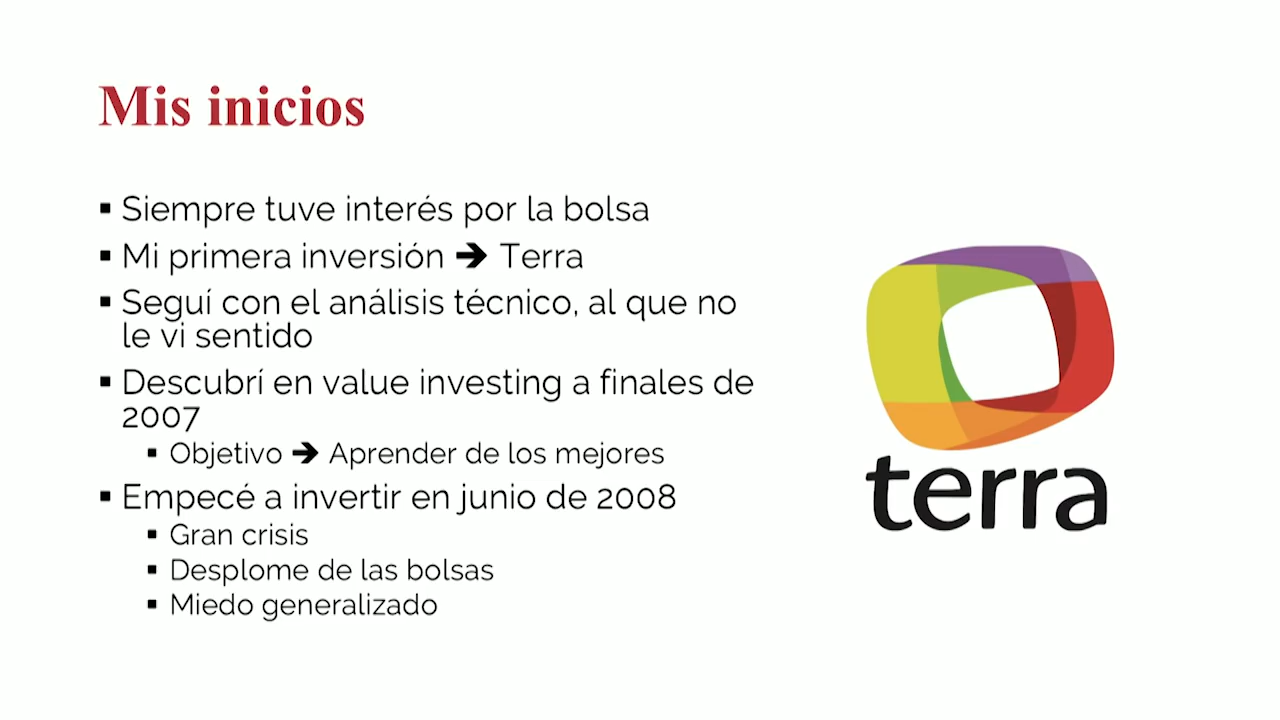 Mis inicios
▪ Siempre tuve interés por la bolsa
▪ Mi primera inversión ➔ Terra
▪ Seguí con el análisis técnico, al que no
le vi sentido
▪ Descubrí en value investing a finales de
2007
▪ Objetivo ➔ Aprender de los mejores
▪ Empecé a invertir en junio de 2008
▪ Gran crisis
▪ Desplome de las bolsas
▪ Miedo generalizado
terra